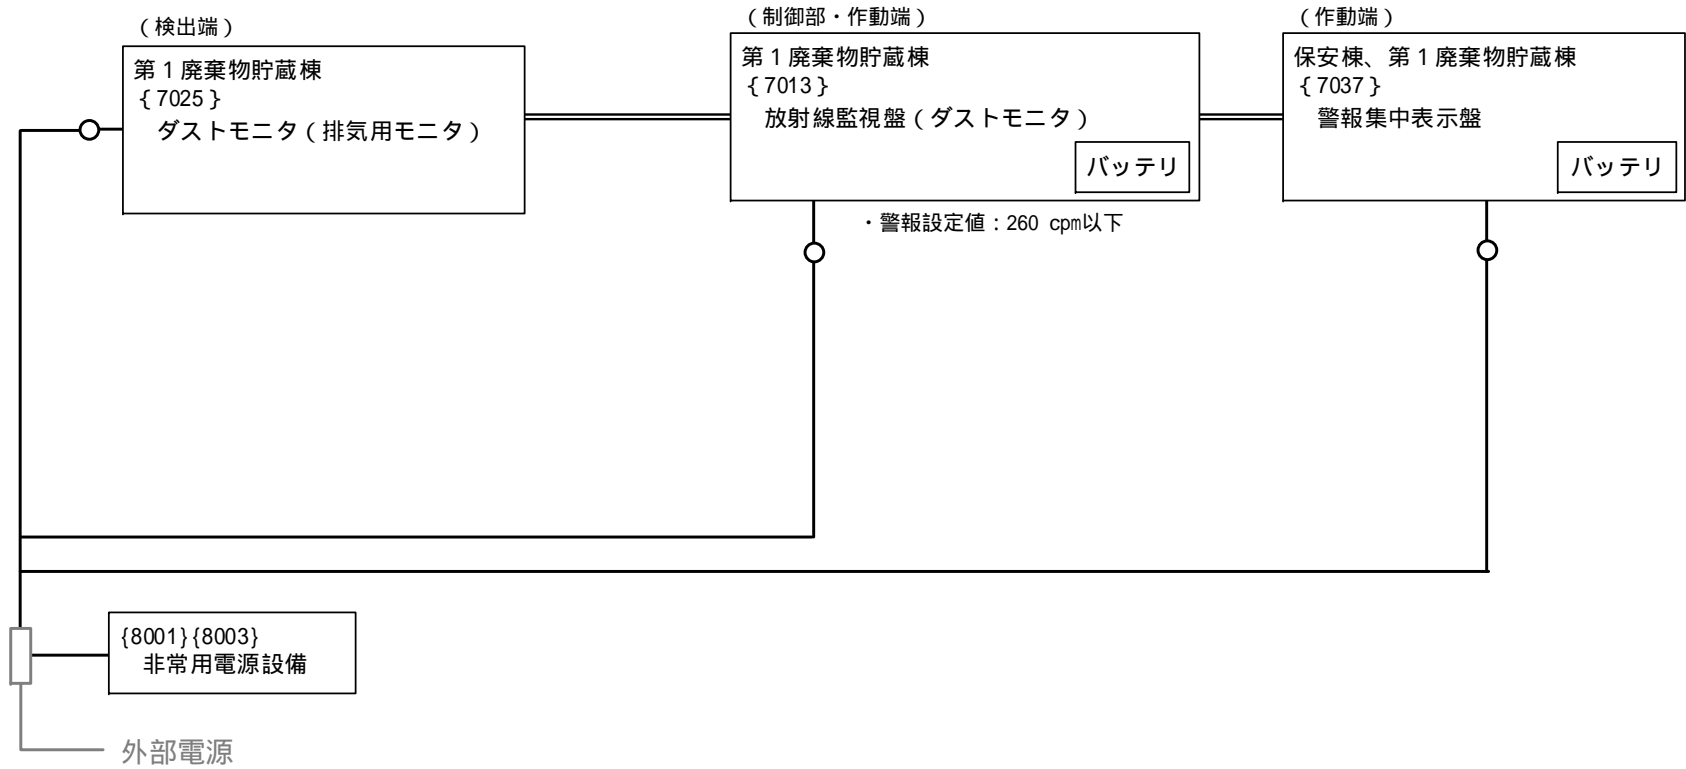 （検出端）
第１廃棄物貯蔵棟
｛7025｝
ダストモニタ（排気用モニタ）
（制御部・作動端）
第１廃棄物貯蔵棟
｛7013｝
放射線監視盤（ダストモニタ）
バッテリ
・警報設定値：260 cpm以下
（作動端）
保安棟、第１廃棄物貯蔵棟
｛7037｝
警報集中表示盤
バッテリ
{8001}{8003}
非常用電源設備
外部電源